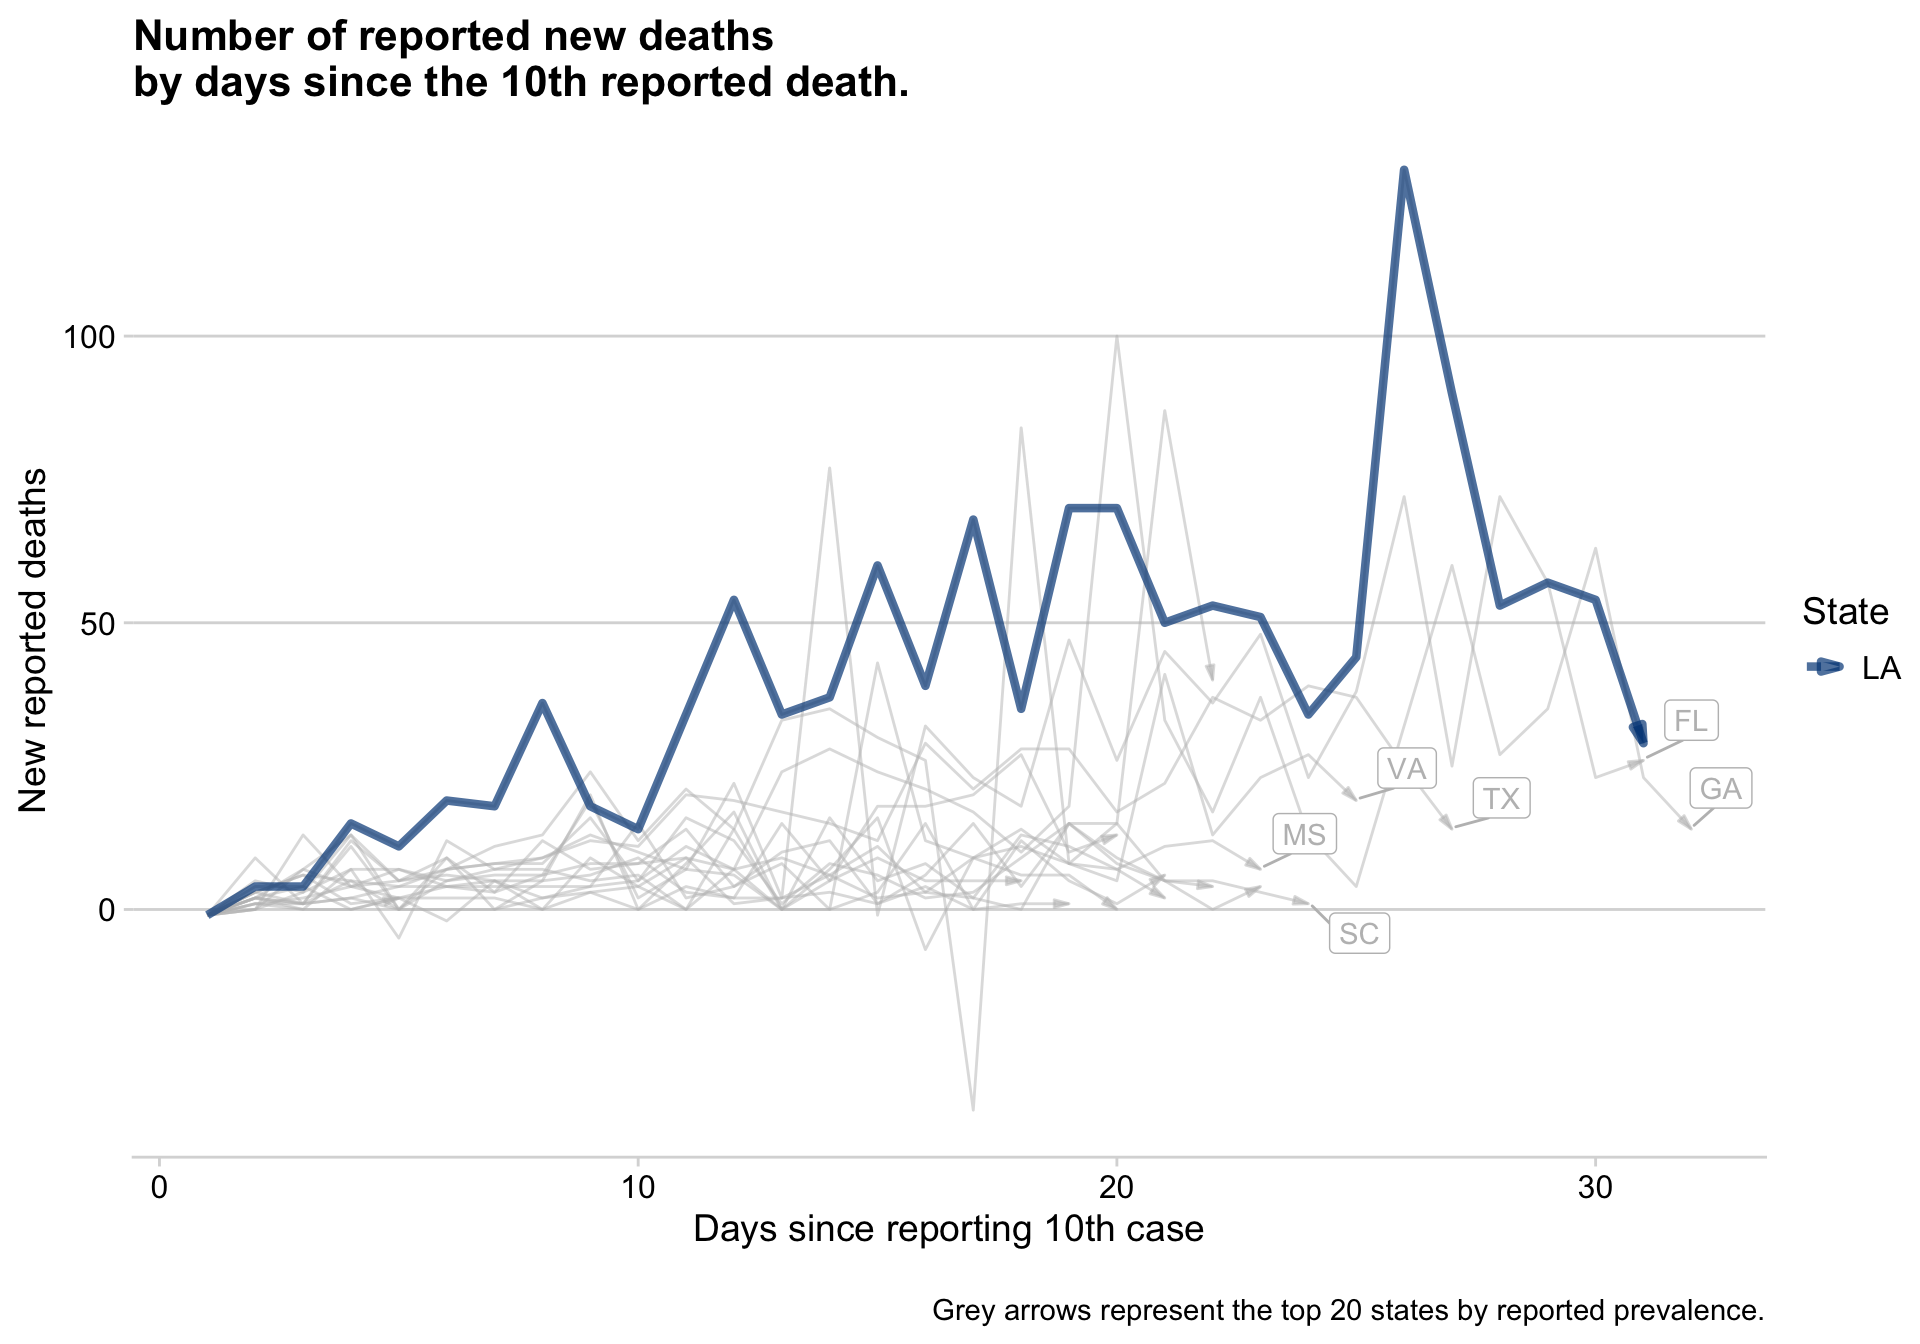 Number of reported new deaths
by days since the 10th reported death.
100
50
0
New reported deaths
FL
VA
GA
TX
MS
SC
State
LA
0
10
20
30
Days since reporting 10th case
Grey arrows represent the top 20 states by reported prevalence.